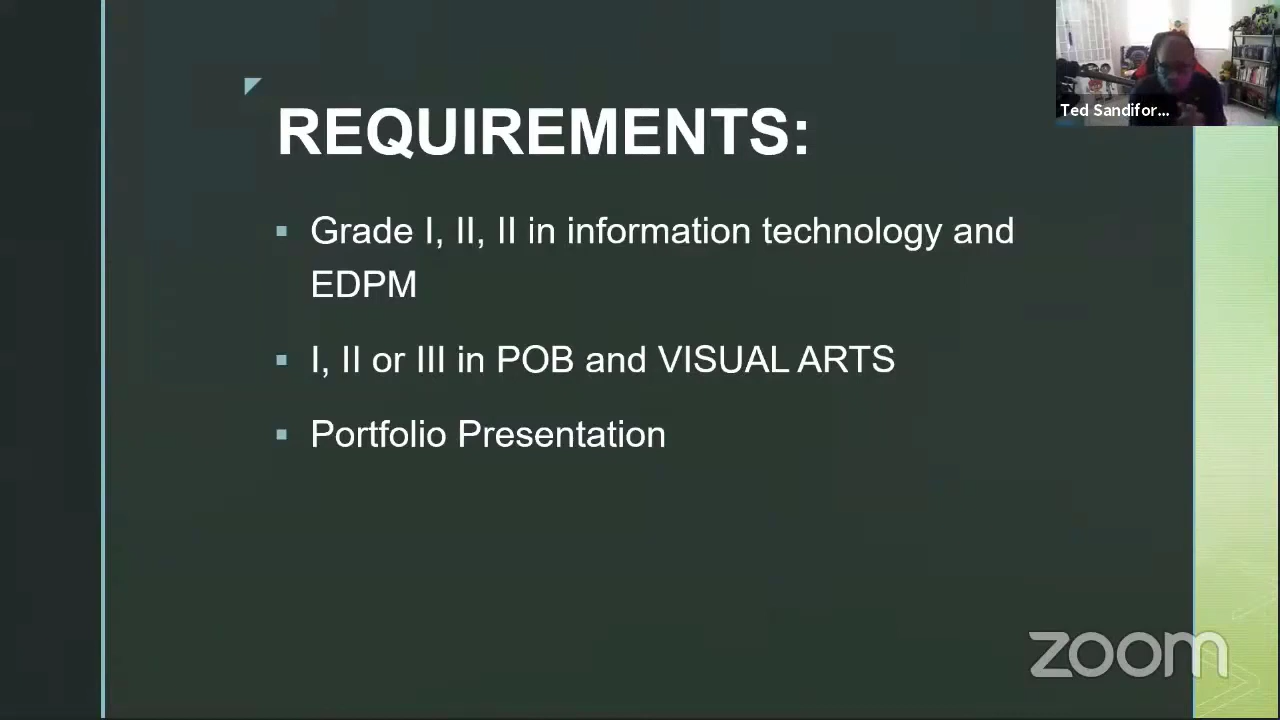 Ted Sandifor...
REQUIREMENTS:
Grade I, II, II in information technology and
EDPM
I, II or III in POB and VISUAL ARTS
Portfolio Presentation
zoom